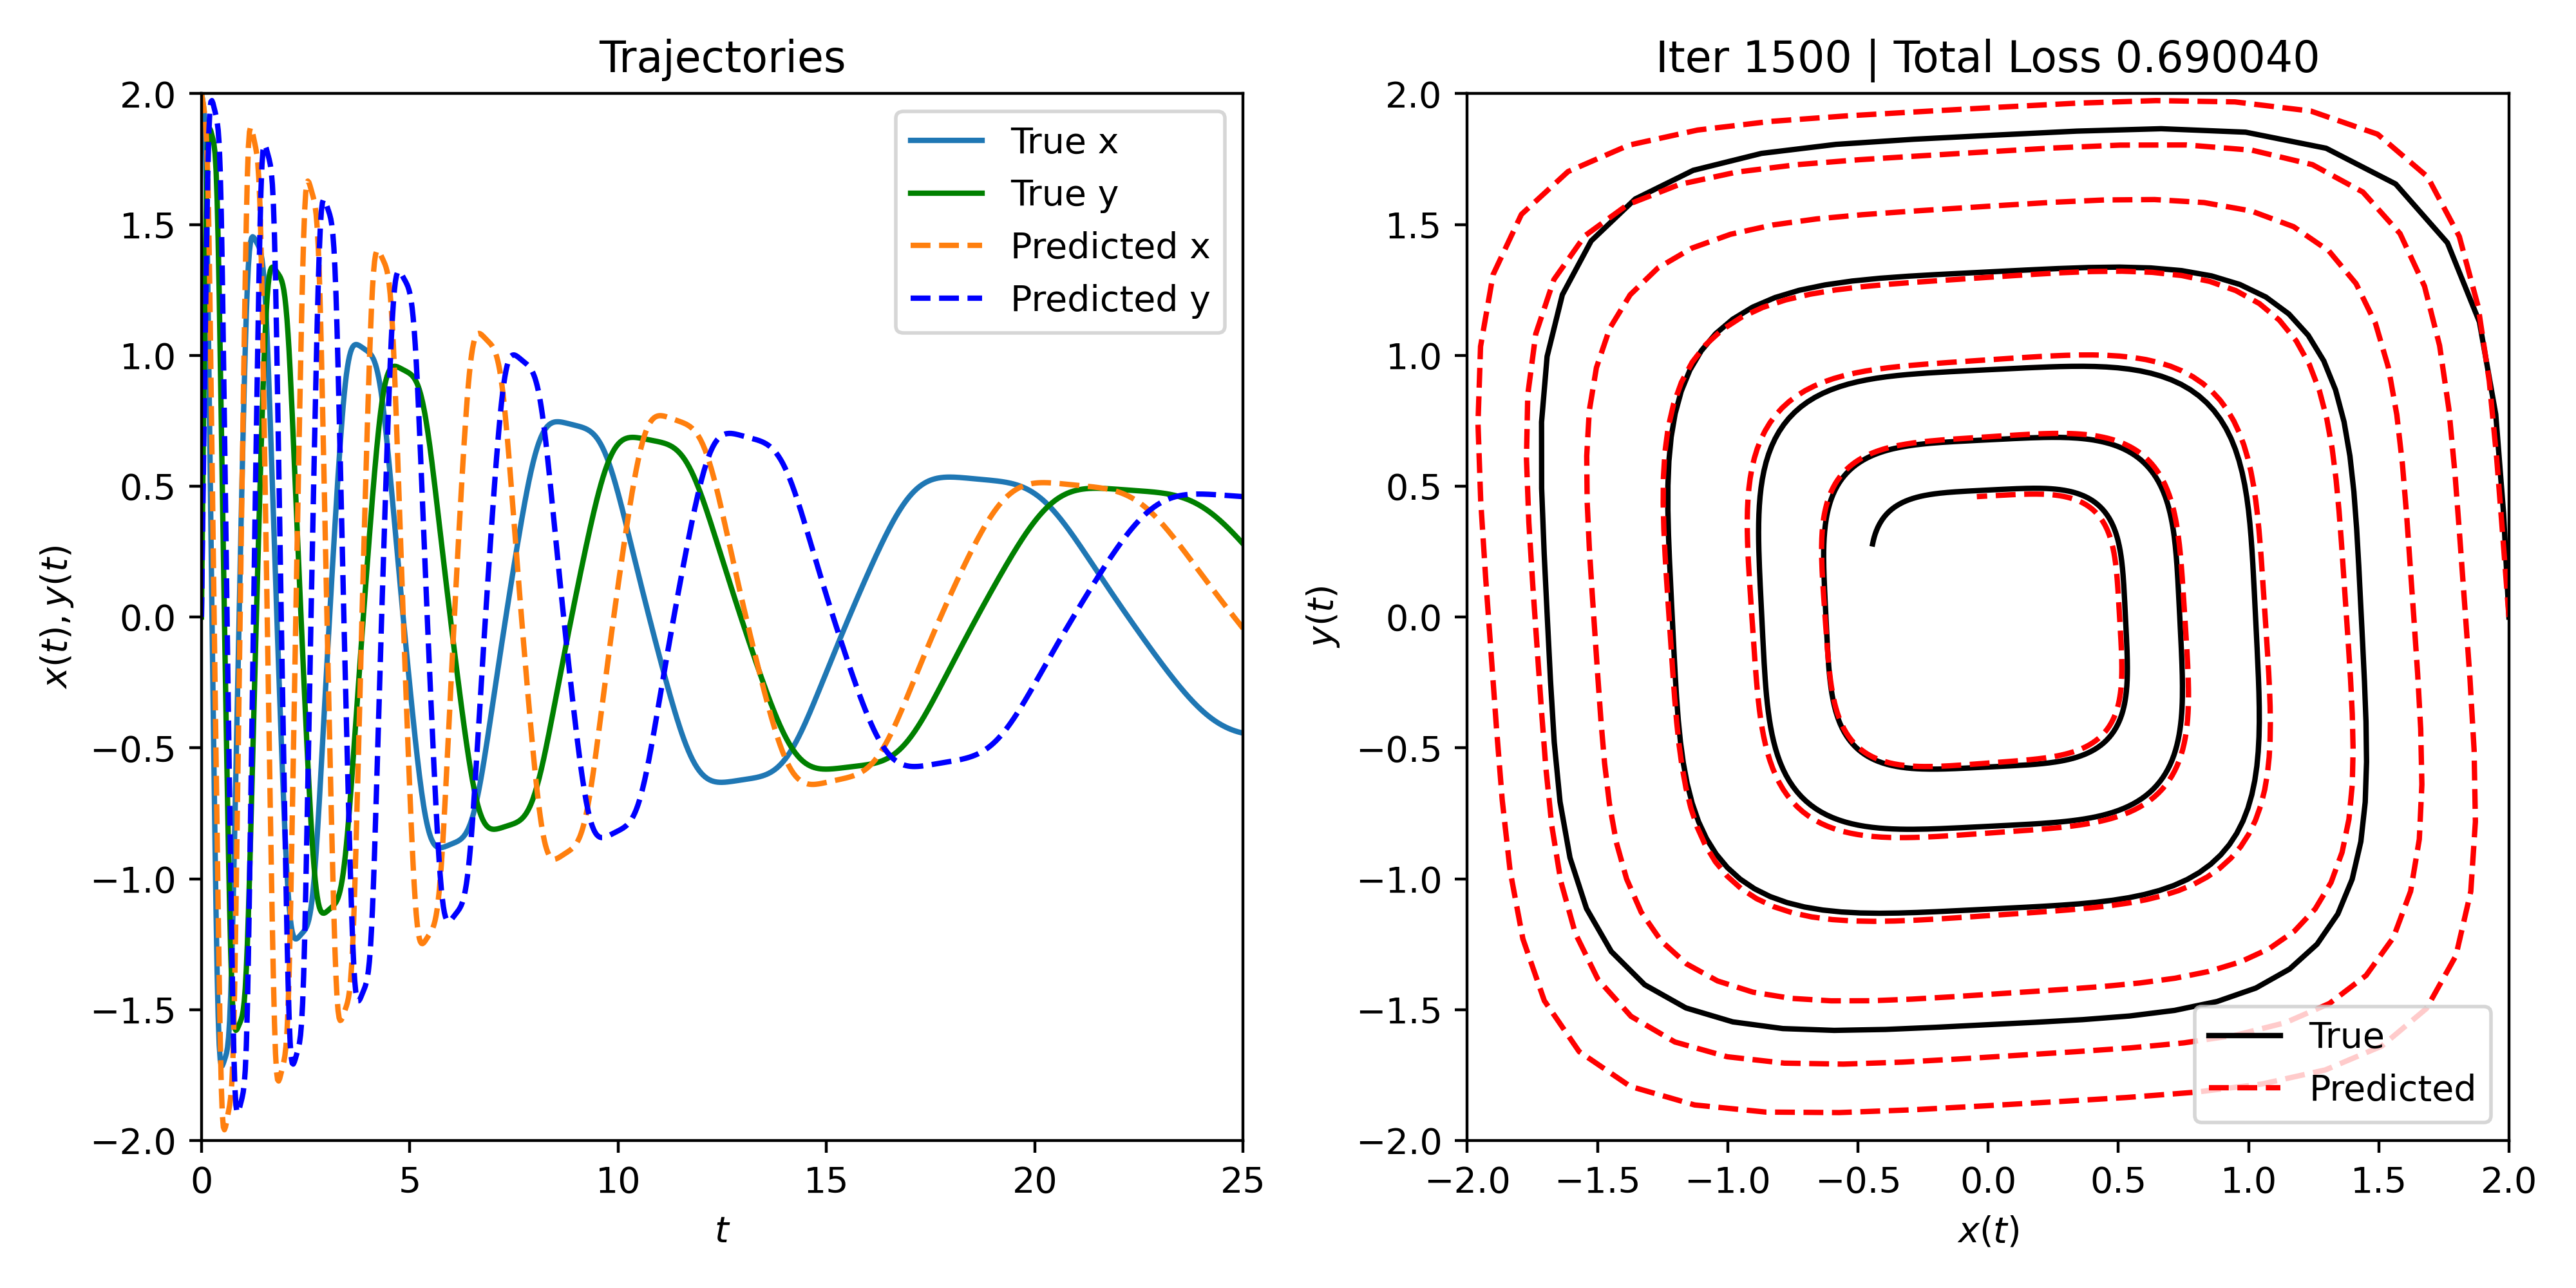 Trajectories
2.0
1.5
1.0
0.5
0.0
−0.5
−1.0
−1.5
−2.0
x(t), y(t)
0 5 10 15 20 25
t
True x
True y
Predicted x
Predicted y
Iter 1500 | Total Loss 0.690040
2.0
1.5
1.0
0.5
0.0
−0.5
−1.0
−1.5
−2.0
y(t)
−2.0 −1.5 −1.0 −0.5 0.0 0.5 1.0 1.5 2.0
x(t)
True
Predicted